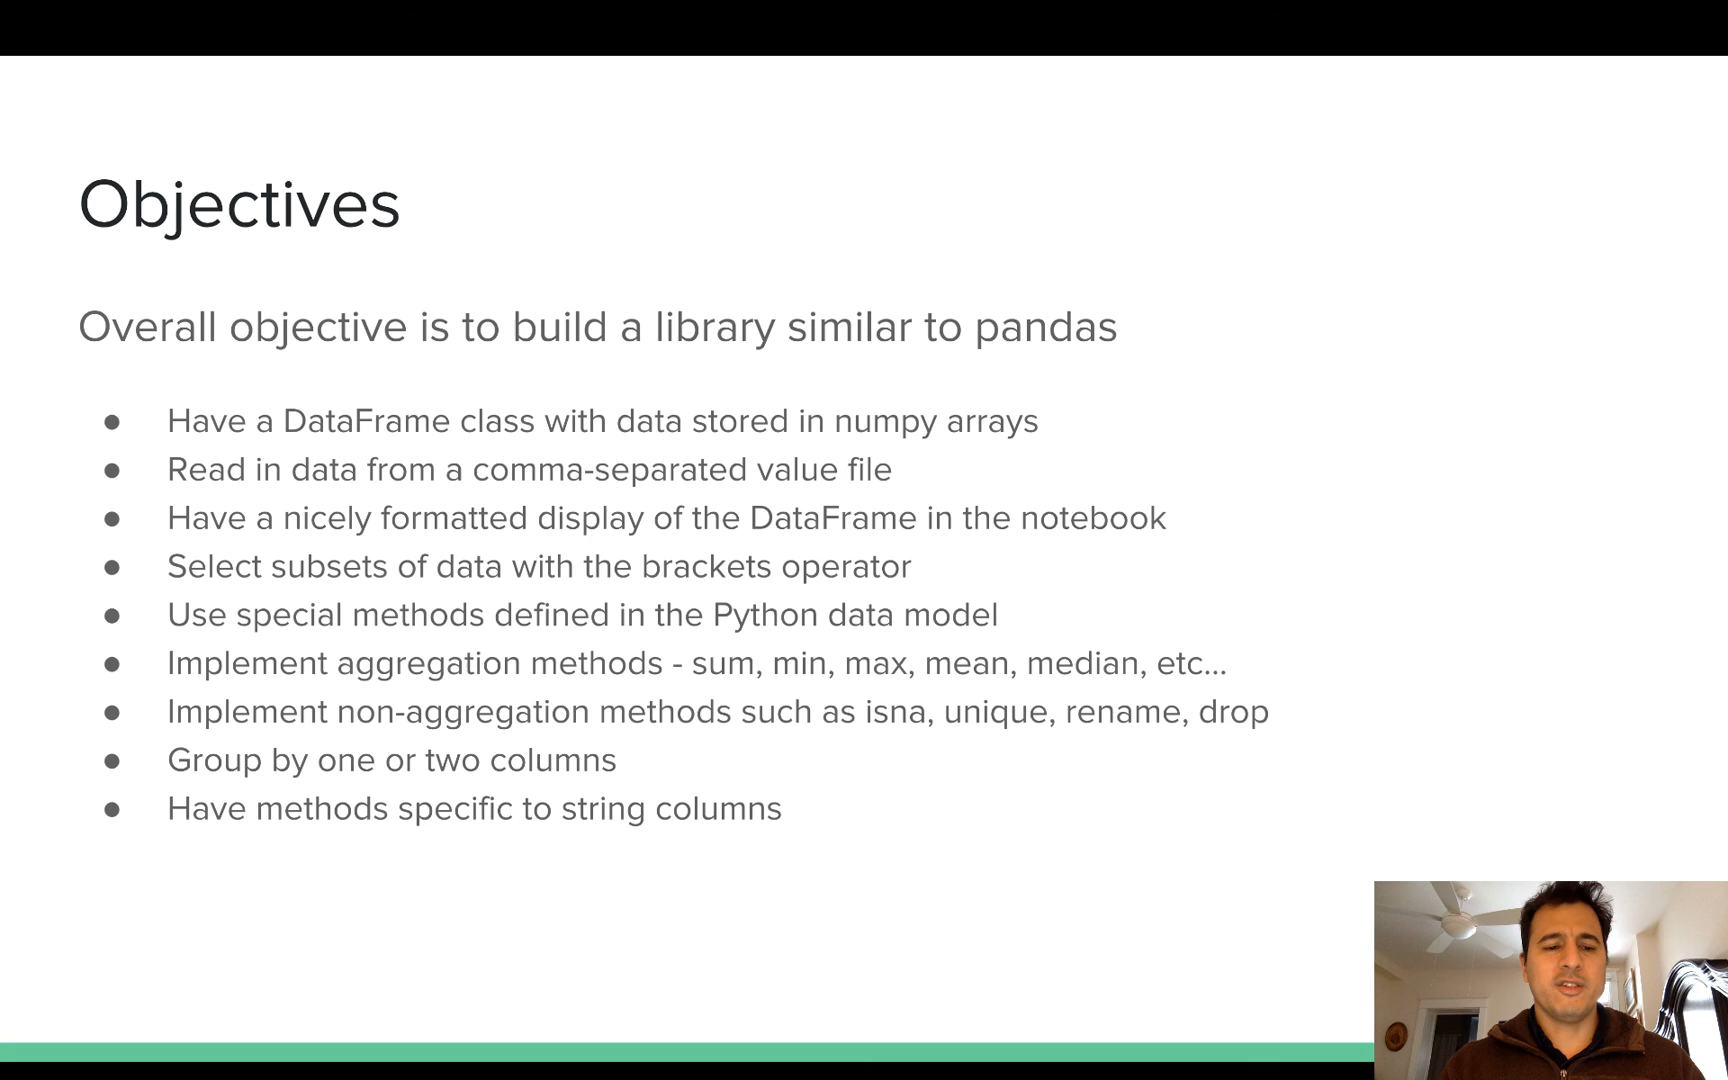 Objectives
Overall objective is to build a library similar to pandas
● Have a DataFrame class with data stored in numpy arrays
● Read in data from a comma-separated value file
● Have a nicely formatted display of the DataFrame in the notebook
● Select subsets of data with the brackets operator
● Use special methods defined in the Python data model
● Implement aggregation methods - sum, min, max, mean, median, etc...
● Implement non-aggregation methods such as isna, unique, rename, drop
● Group by one or two columns
● Have methods specific to string columns